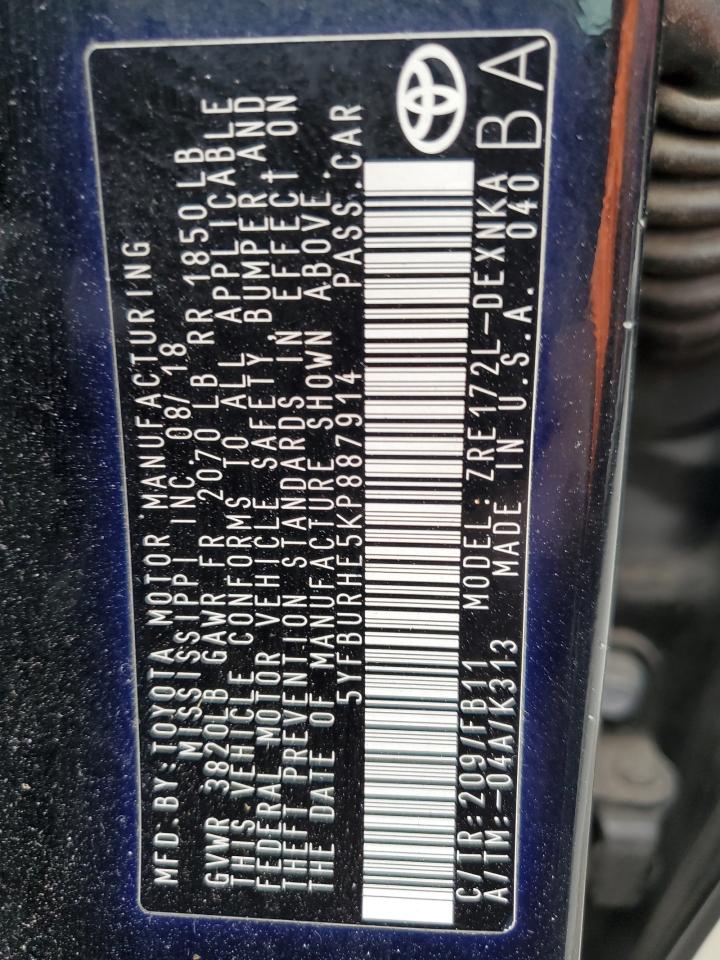 MFD.BY:TOYOTA MOTOR MANUFACTURING
MISSISSIPPI INC. 08/18
GVWR 3820LB GAWR FR 2070LB RR 1850LB
THIS VEHICLE CONFORMS TO ALL APPLICABLE
FEDERAL MOTOR VEHICLE SAFETY, BUMPER AND
THEFT PREVENTION STANDARDS IN EFFECT ON
THE DATE OF MANUFACTURE SHOWN ABOVE.
5YFBURHE5KP887914 PASS.CAR
C/TR:209/FB11 MODEL:ZRE172L-DEXNKA
A/TM:-04A/K313 MADE IN U.S.A. 040
BA